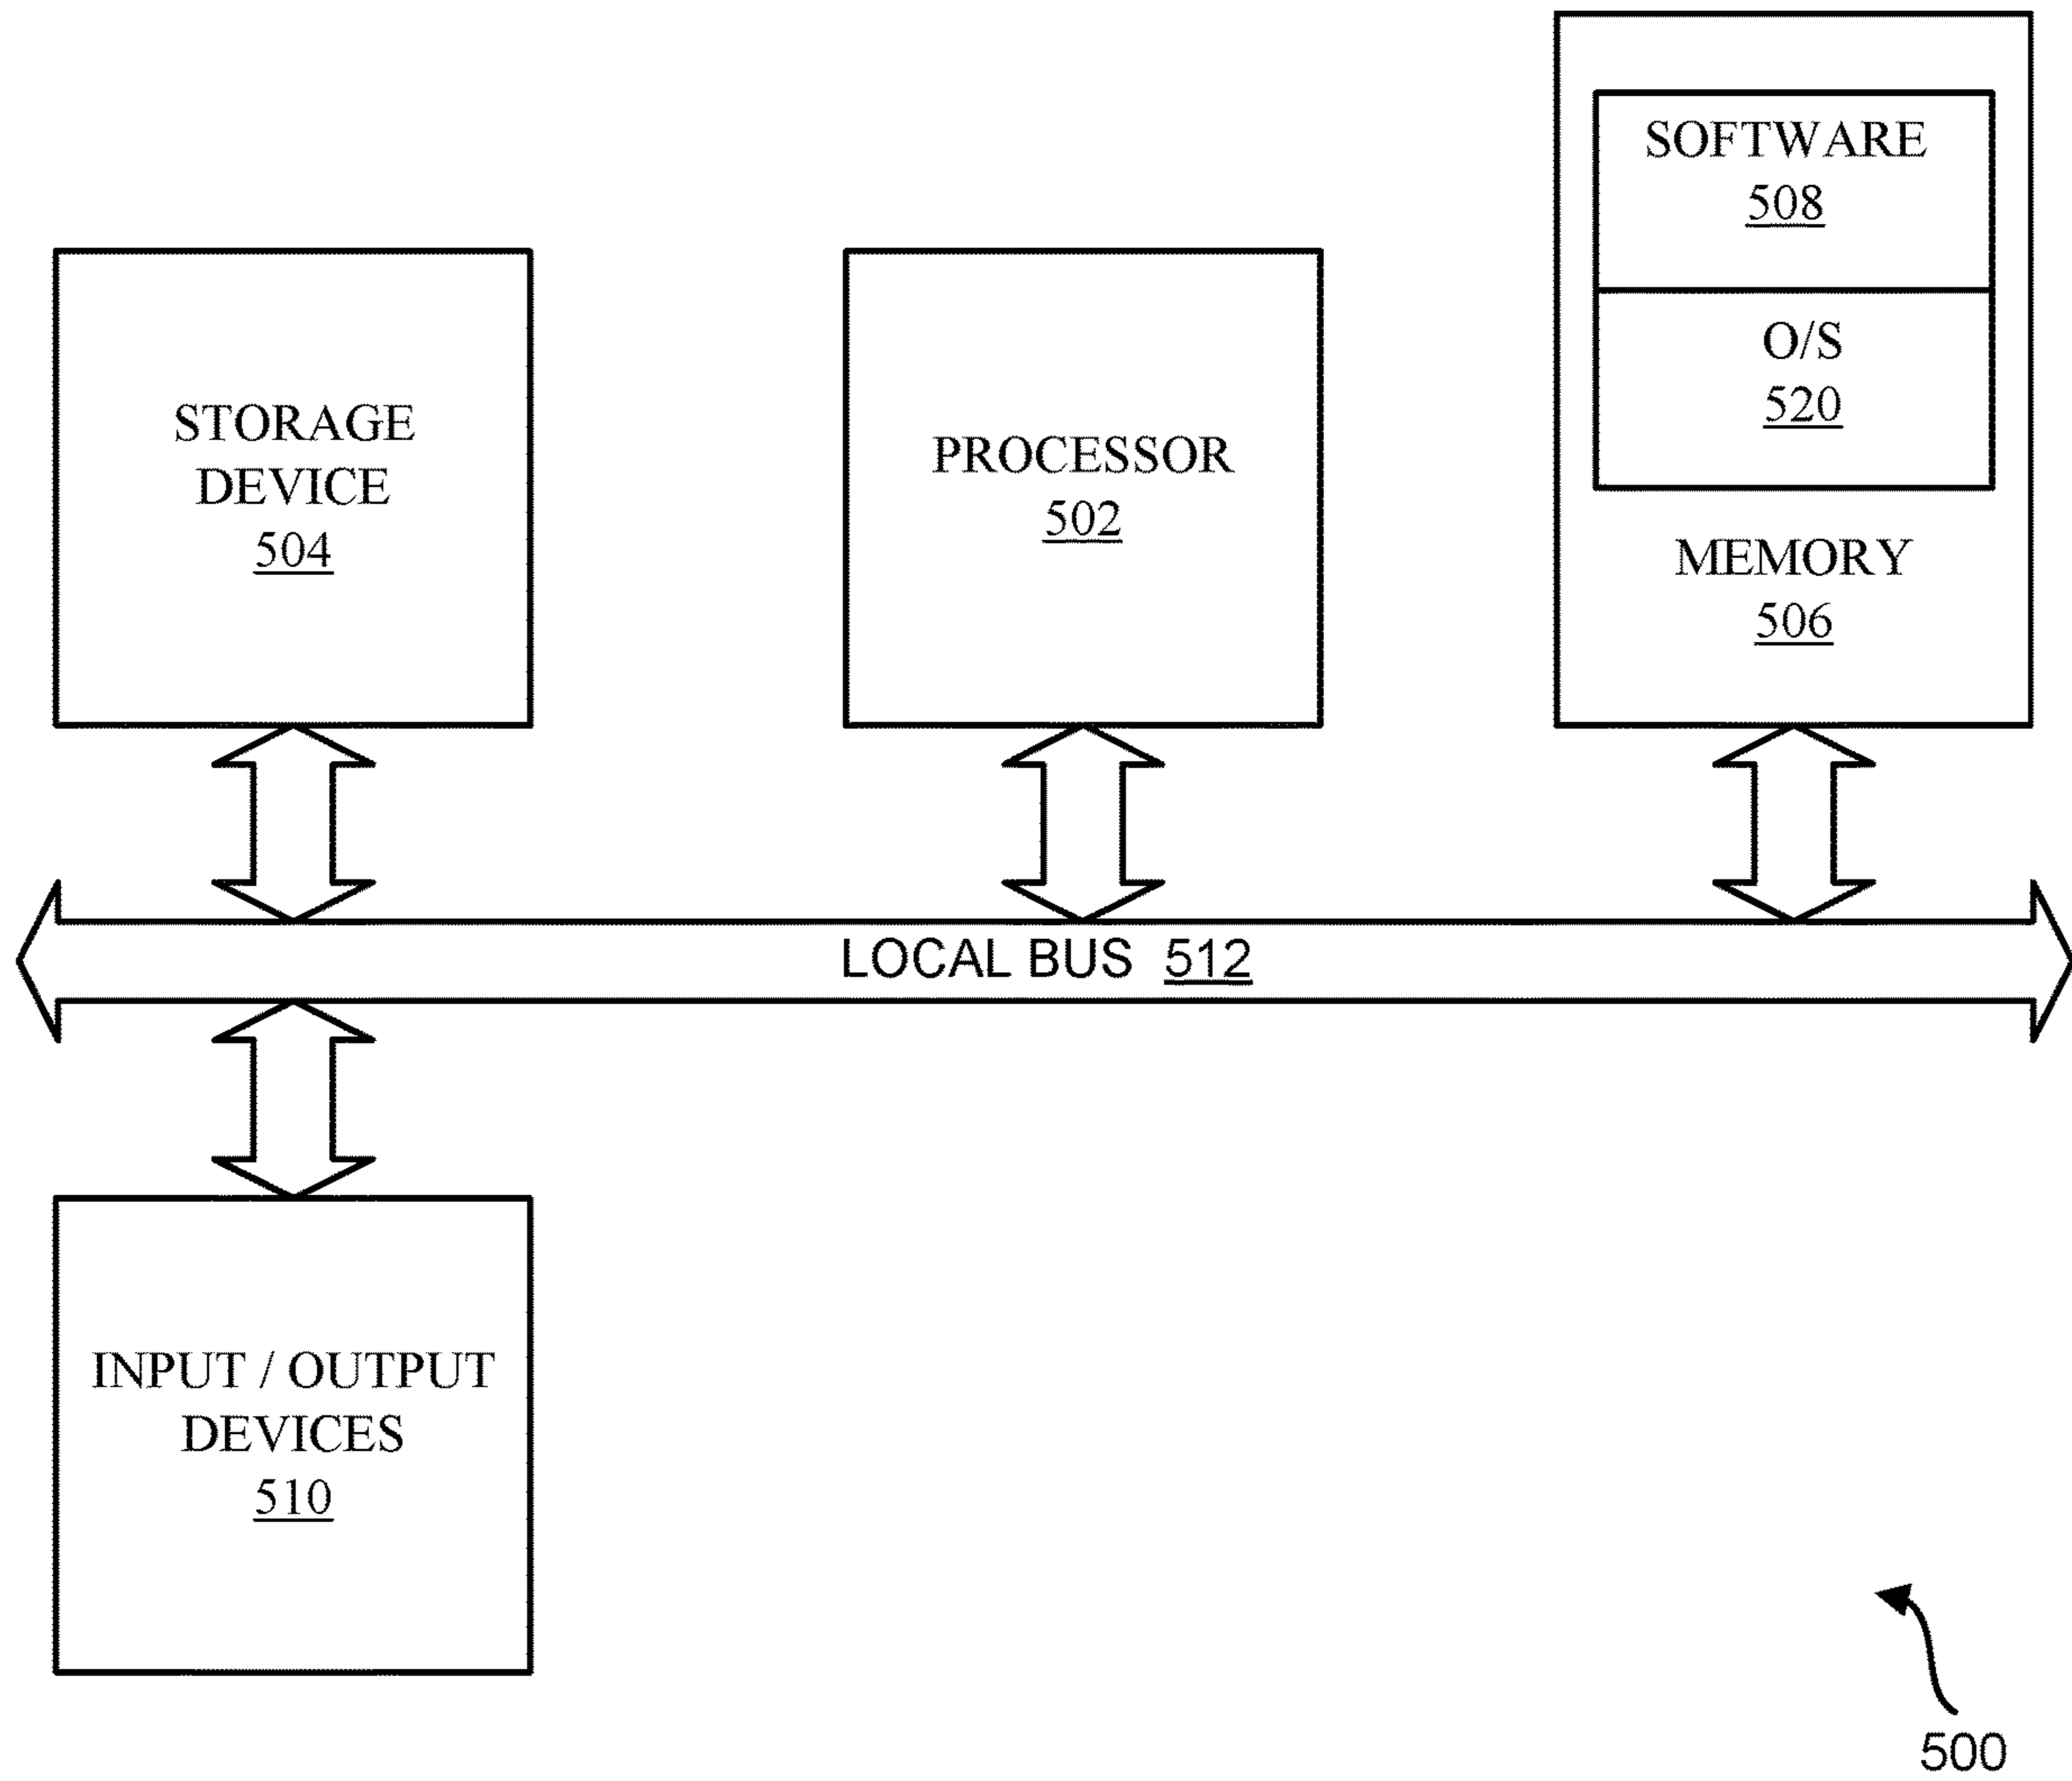 SOFTWARE
508
O/S
520
MEMORY
506
STORAGE
DEVICE
504
PROCESSOR
502
LOCAL BUS 512
INPUT / OUTPUT
DEVICES
510
500